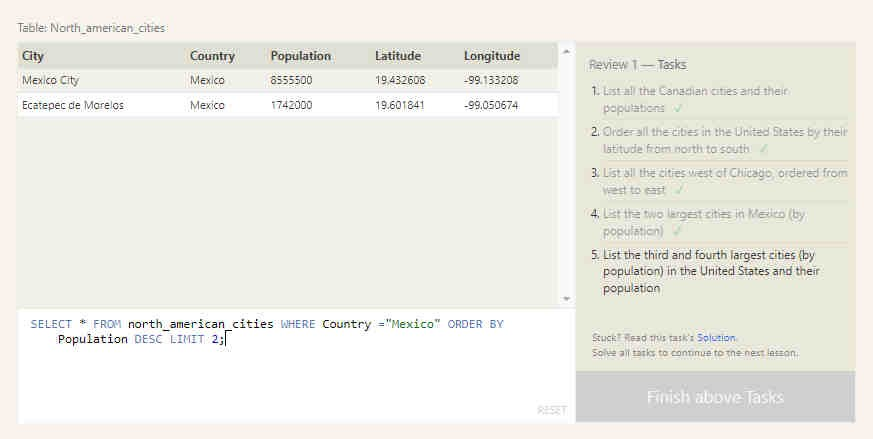 Table: North_american_cities
City Country Population Latitude Longitude
Mexico City Mexico 8555500 19.432608 -99.133208
Ecatepec de Morelos Mexico 1742000 19.601841 -99.050674
SELECT * FROM north_american_cities WHERE Country ="Mexico" ORDER BY
Population DESC LIMIT 2;
RESET
Review 1 — Tasks
1. List all the Canadian cities and their
populations ✓
2. Order all the cities in the United States by their
latitude from north to south ✓
3. List all the cities west of Chicago, ordered from
west to east ✓
4. List the two largest cities in Mexico (by
population) ✓
5. List the third and fourth largest cities (by
population) in the United States and their
population
Stuck? Read this task's Solution.
Solve all tasks to continue to the next lesson.
Finish above Tasks